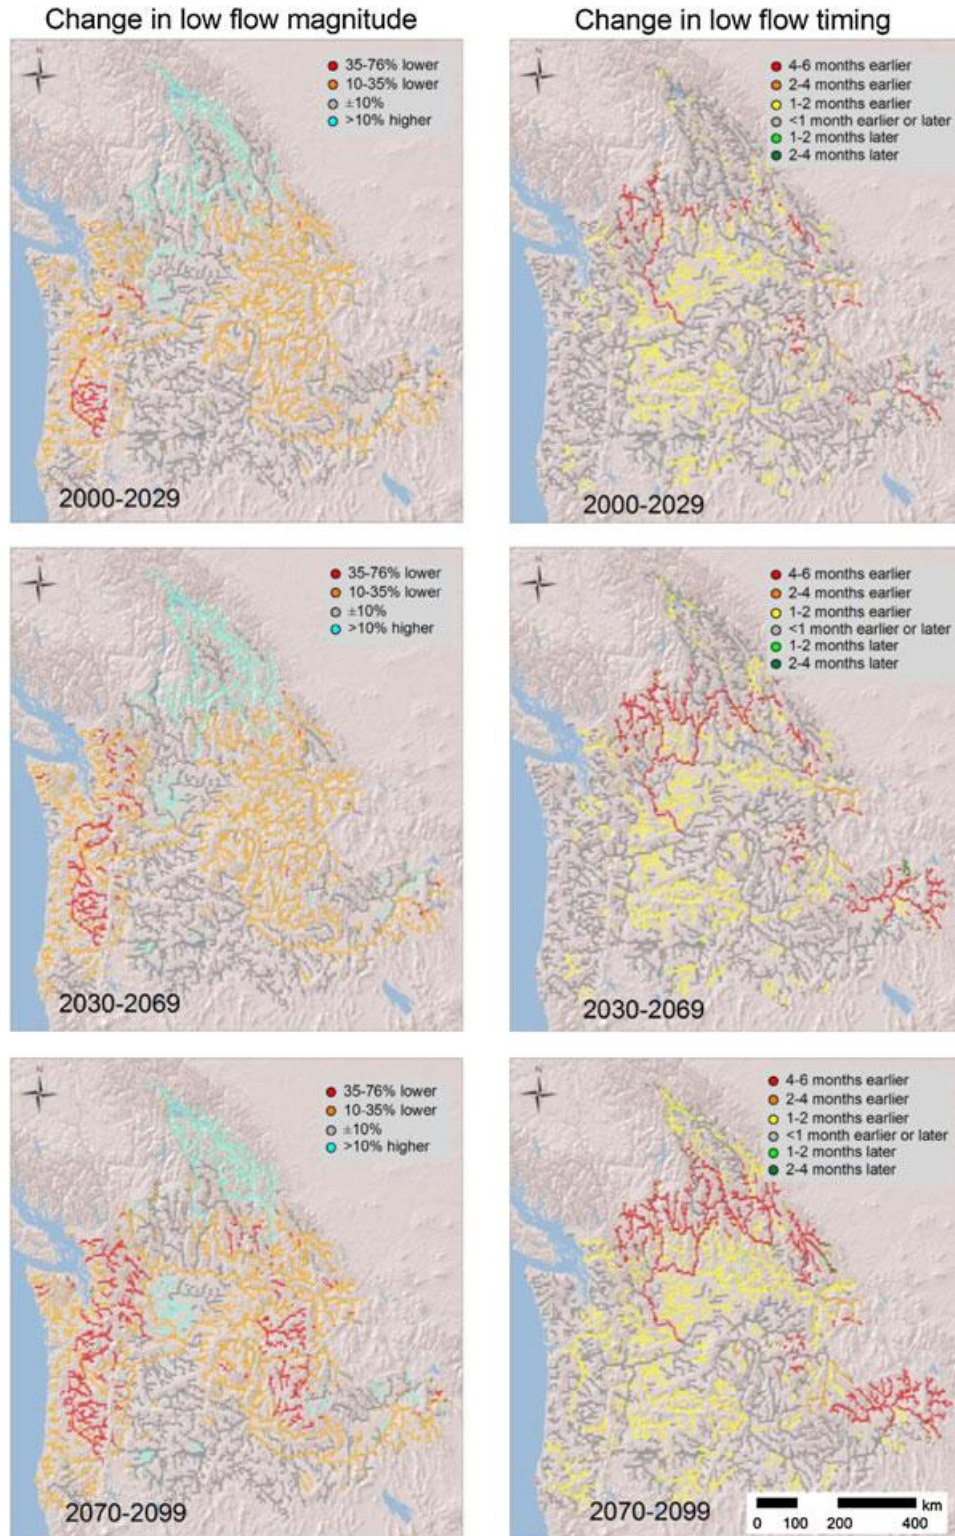 Change in low flow magnitude
Change in low flow timing
N
35-76% lower
10-35% lower
±10%
>10% higher
2000-2029
N
4-6 months earlier
2-4 months earlier
1-2 months earlier
<1 month earlier or later
1-2 months later
2-4 months later
2000-2029
N
35-76% lower
10-35% lower
±10%
>10% higher
2030-2069
N
4-6 months earlier
2-4 months earlier
1-2 months earlier
<1 month earlier or later
1-2 months later
2-4 months later
2030-2069
N
35-76% lower
10-35% lower
±10%
>10% higher
2070-2099
N
4-6 months earlier
2-4 months earlier
1-2 months earlier
<1 month earlier or later
1-2 months later
2-4 months later
2070-2099
km
0 100 200 400